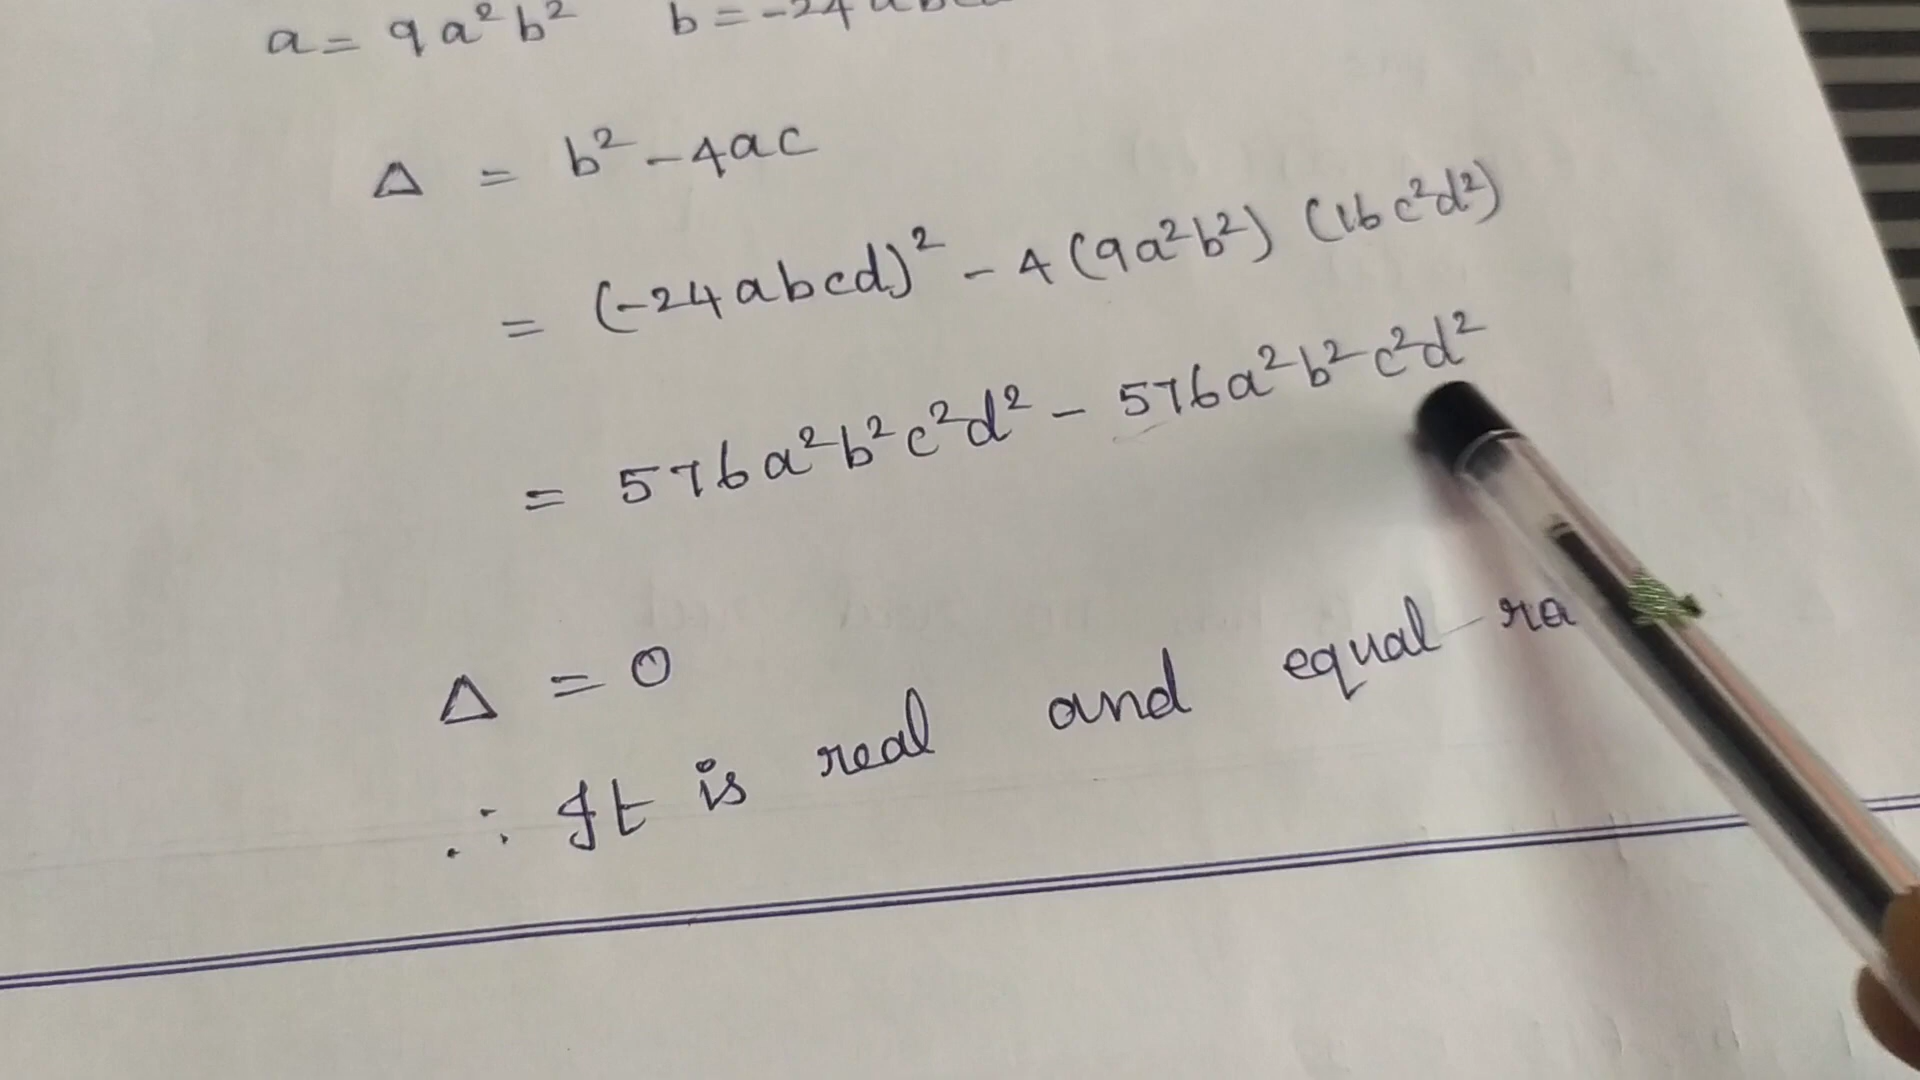 a = 9a²b² b = -24
Δ = b² - 4ac
= (-24abcd)² - 4(9a²b²) (16c²d²)
= 576a²b²c²d² - 576a²b²c²d²
Δ = 0
∴ It is real and equal